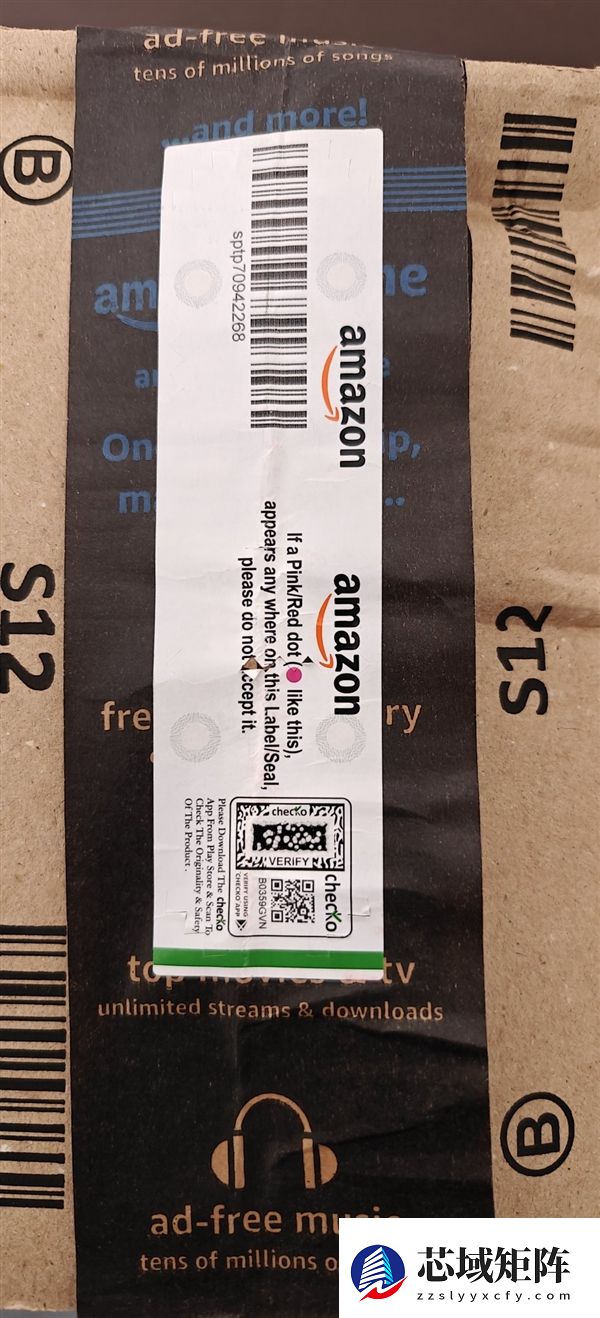 ad-free music
tens of millions of songs
...and more!
B
sptp70942268
amazon
On
S12
If a Pink/Red dot ( like this),
appears any where on this Label/Seal,
please do not accept it.
amazon
S12
fre
ry
checko
VERIFY
checko
B0359GVN
VERIFY USING
CHECKO APP
Please Download The checko
App From Play Store & Scan To
Check The Originality & Safety
Of The Product .
top movies & tv
unlimited streams & downloads
B
ad-free music
tens of millions o
芯域矩阵
zzslyyxcfy.com